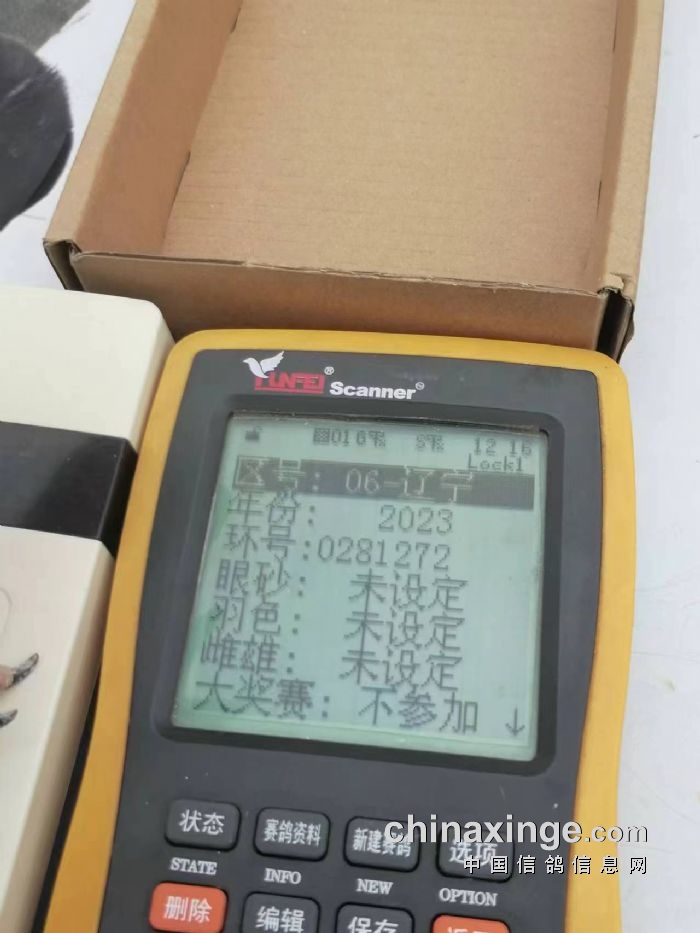 YUNFEI® Scanner
12 16
Lock1
区号: 06-辽宁
年份: 2023
环号:0281272
眼砂: 未设定
羽色: 未设定
雌雄: 未设定
大奖赛: 不参加 ↓
状态 赛鸽资料 新建赛鸽 选项
STATE INFO NEW OPTION
删除 编辑 保存
chinaxinge.com
中国信鸽信息网